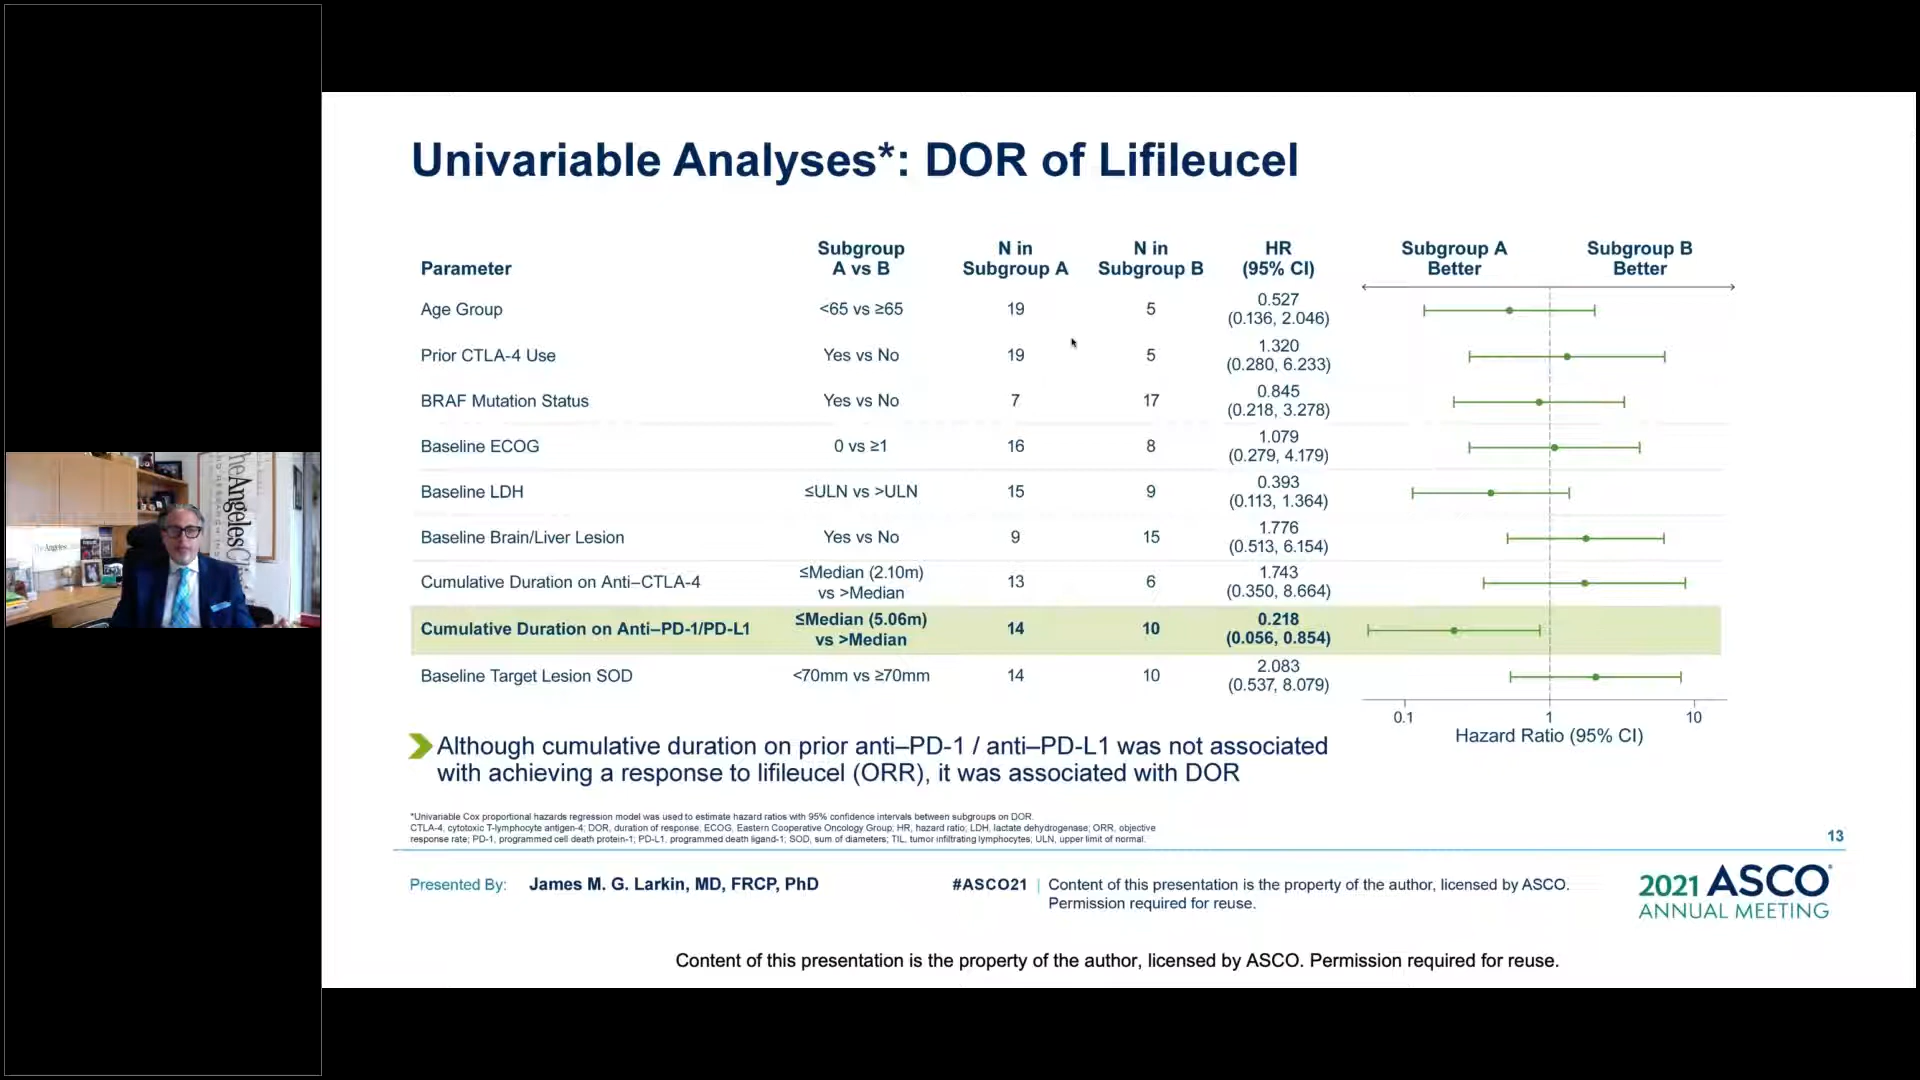 Univariable Analyses*: DOR of Lifileucel
Parameter
Subgroup A vs B
N in Subgroup A
N in Subgroup B
HR (95% CI)
Subgroup A Better
Subgroup B Better
Age Group <65 vs ≥65 19 5 0.527 (0.136, 2.046)
Prior CTLA-4 Use Yes vs No 19 5 1.320 (0.280, 6.233)
BRAF Mutation Status Yes vs No 7 17 0.845 (0.218, 3.278)
Baseline ECOG 0 vs ≥1 16 8 1.079 (0.279, 4.179)
Baseline LDH ≤ULN vs >ULN 15 9 0.393 (0.113, 1.364)
Baseline Brain/Liver Lesion Yes vs No 9 15 1.776 (0.513, 6.154)
Cumulative Duration on Anti–CTLA-4 ≤Median (2.10m) vs >Median 13 6 1.743 (0.350, 8.664)
Cumulative Duration on Anti–PD-1/PD-L1 ≤Median (5.06m) vs >Median 14 10 0.218 (0.056, 0.854)
Baseline Target Lesion SOD <70mm vs ≥70mm 14 10 2.083 (0.537, 8.079)
0.1 1 10
Hazard Ratio (95% CI)
Although cumulative duration on prior anti–PD-1 / anti–PD-L1 was not associated
with achieving a response to lifileucel (ORR), it was associated with DOR
*Univariable Cox proportional hazards regression model was used to estimate hazard ratios with 95% confidence intervals between subgroups on DOR.
CTLA-4, cytotoxic T-lymphocyte antigen-4; DOR, duration of response, ECOG, Eastern Cooperative Oncology Group; HR, hazard ratio; LDH, lactate dehydrogenase; ORR, objective
response rate; PD-1, programmed cell death protein-1; PD-L1, programmed death ligand-1; SOD, sum of diameters; TIL, tumor infiltrating lymphocytes; ULN, upper limit of normal.
13
Presented By: James M. G. Larkin, MD, FRCP, PhD
#ASCO21 | Content of this presentation is the property of the author, licensed by ASCO.
Permission required for reuse.
2021 ASCO
ANNUAL MEETING
Content of this presentation is the property of the author, licensed by ASCO. Permission required for reuse.